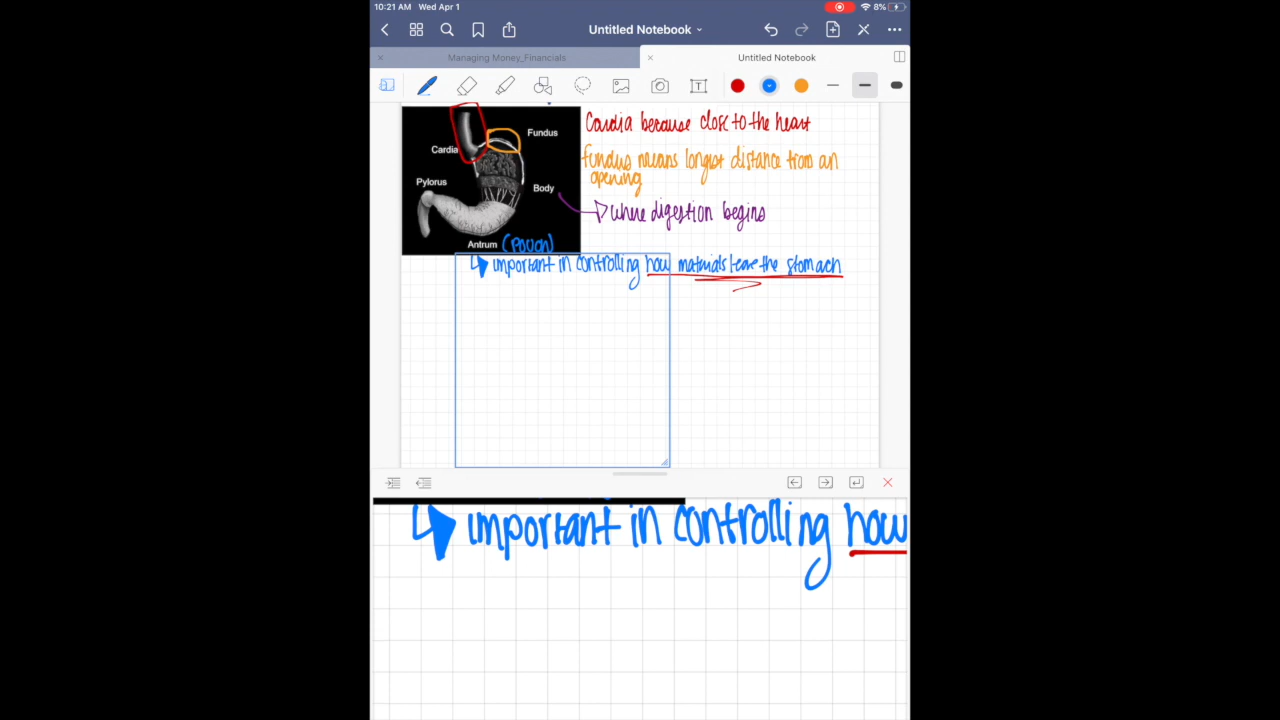 10:21 AM Wed Apr 1
8%
Untitled Notebook
Managing Money_Financials
Untitled Notebook
Cardia because close to the heart
Fundus
Cardia
fundus means longest distance from an
opening
Pylorus
Body
where digestion begins
Antrum (POUCH)
important in controlling how materials leave the stomach
important in controlling how